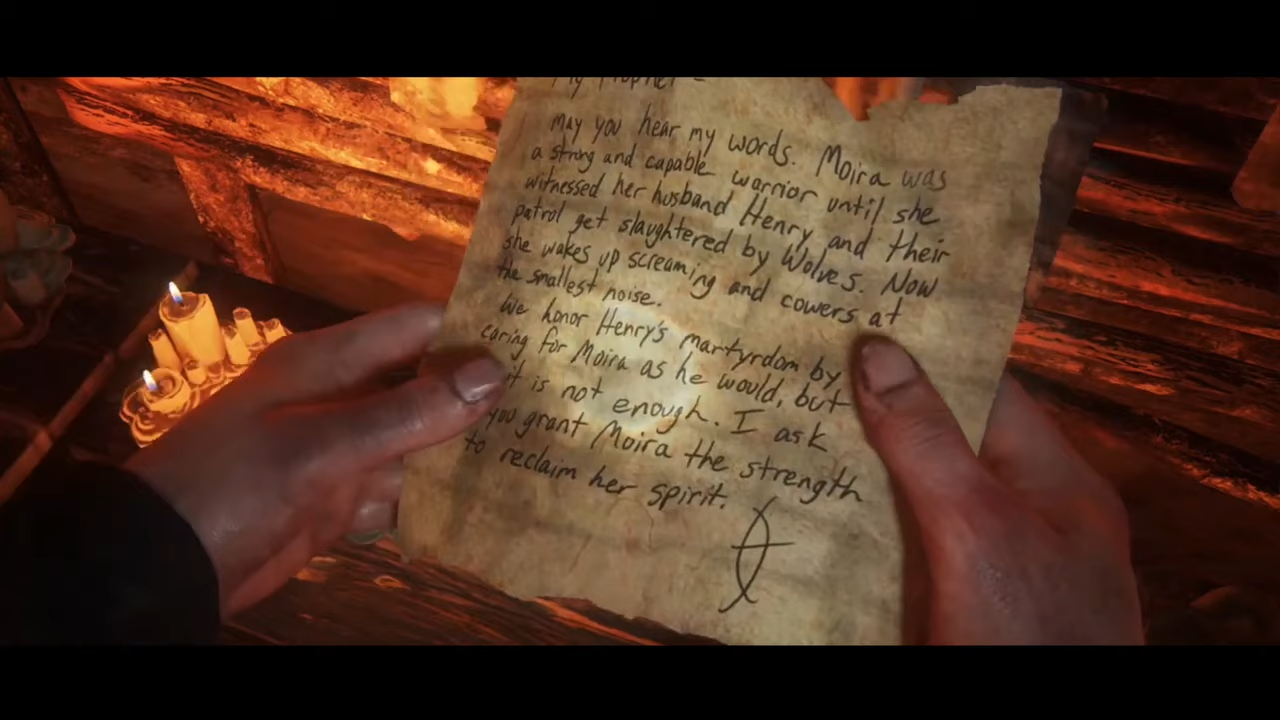 My Prophet -
may you hear my words. Moira was
a strong and capable warrior until she
witnessed her husband Henry and their
patrol get slaughtered by Wolves. Now
she wakes up screaming and cowers at
the smallest noise.
We honor Henry's martyrdom by
caring for Moira as he would, but
it is not enough. I ask
you grant Moira the strength
to reclaim her spirit.